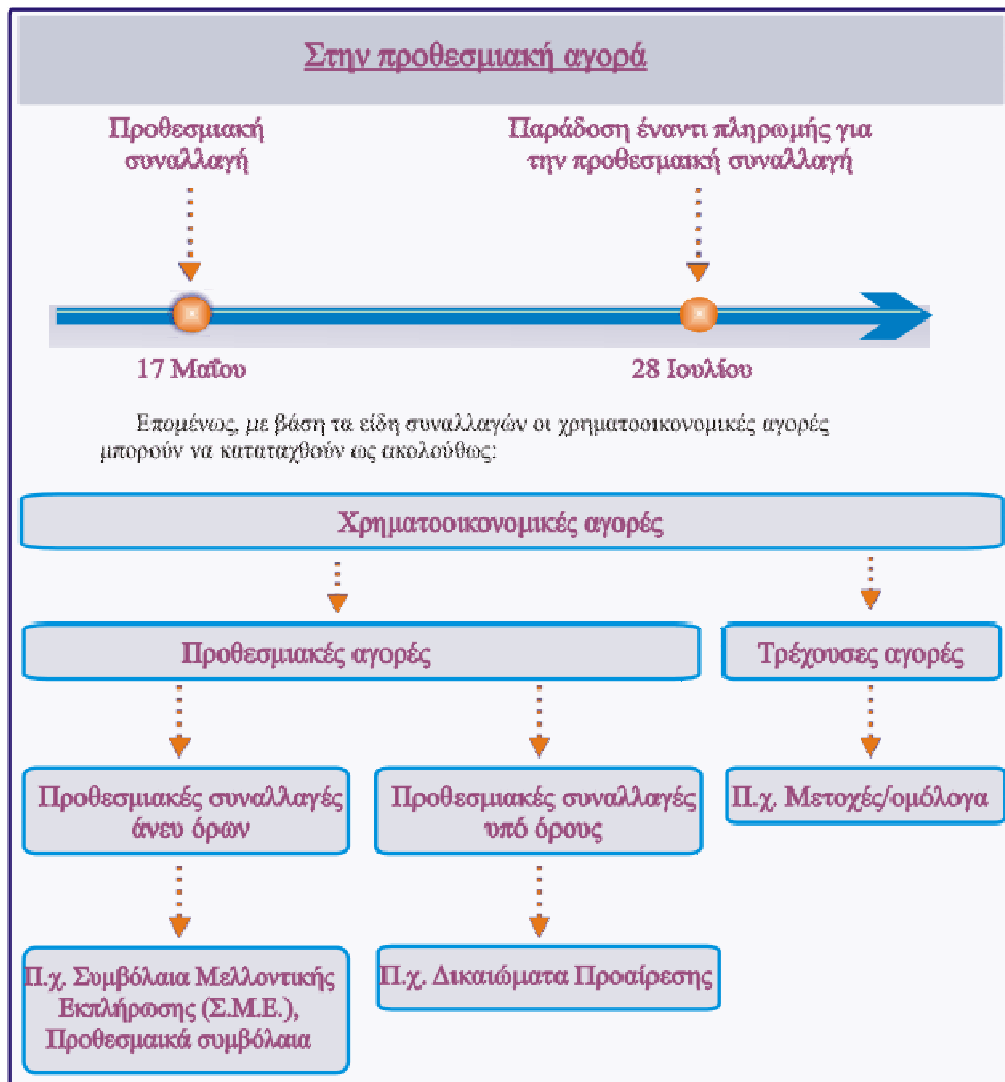 Στην προθεσμιακή αγορά
Προθεσμιακή
συναλλαγή
Παράδοση έναντι πληρωμής για
την προθεσμαική συναλλαγή
17 Μαΐου
28 Ιουλίου
Επομένως, με βάση τα είδη συναλλαγών οι χρηματοοικονομικές αγορές
μπορούν να καταταχθούν ως ακολούθως:
Χρηματοοικονομικές αγορές
Προθεσμιακές αγορές
Τρέχουσες αγορές
Προθεσμιακές συναλλαγές
άνευ όρων
Προθεσμιακές συναλλαγές
υπό όρους
Π.χ. Μετοχές/ομόλογα
Π.χ. Συμβόλαια Μελλοντικής
Εκπλήρωσης (Σ.Μ.Ε.),
Προθεσμαικά συμβόλαια
Π.χ. Δικαιώματα Προαίρεσης